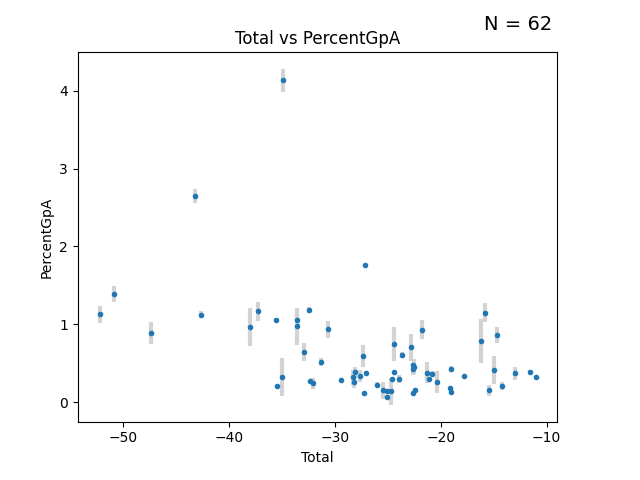 N = 62
Total vs PercentGpA
PercentGpA
4
3
2
1
0
−50
−40
−30
−20
−10
Total